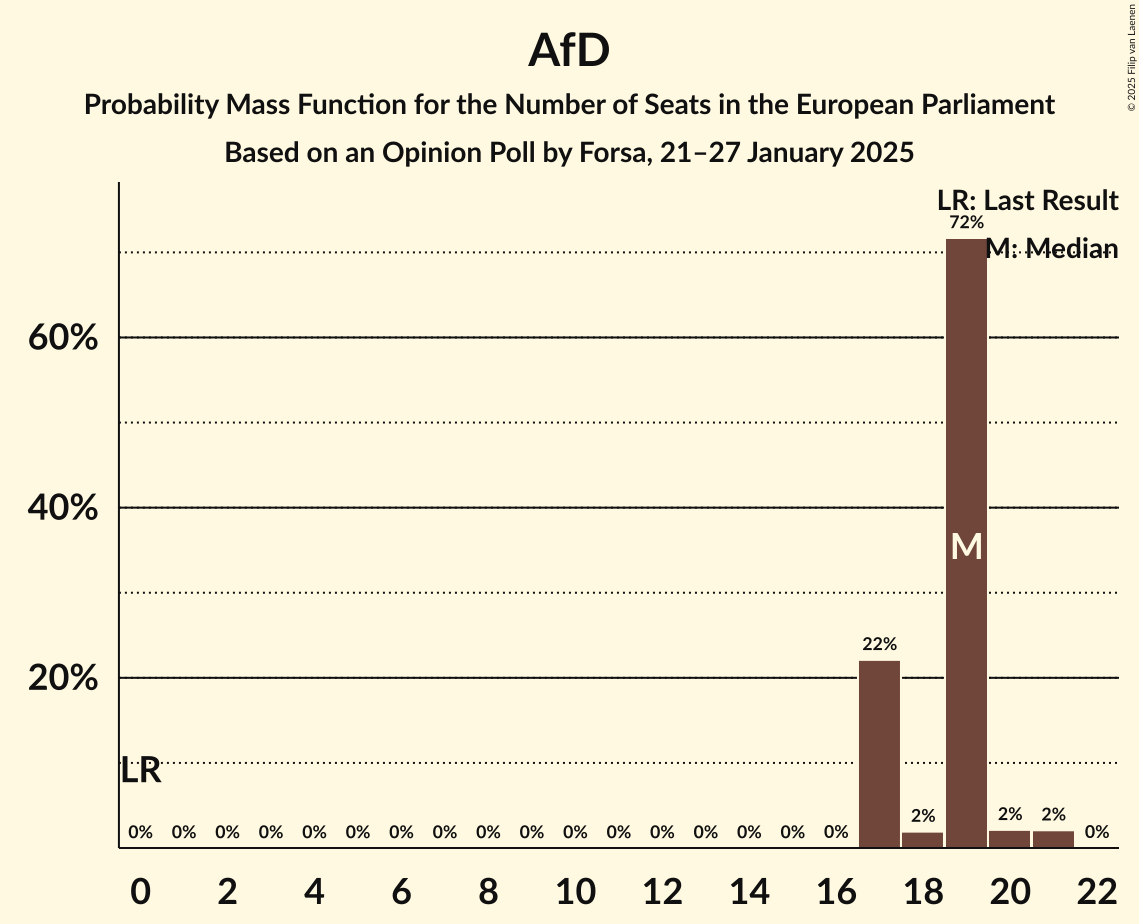 AfD
Probability Mass Function for the Number of Seats in the European Parliament
Based on an Opinion Poll by Forsa, 21–27 January 2025
© 2025 Filip van Laenen
LR: Last Result
M: Median
72%
60%
40%
M
22%
20%
LR
0% 0% 0% 0% 0% 0% 0% 0% 0% 0% 0% 0% 0% 0% 0% 0% 0% 2% 2% 2% 0%
0 2 4 6 8 10 12 14 16 18 20 22